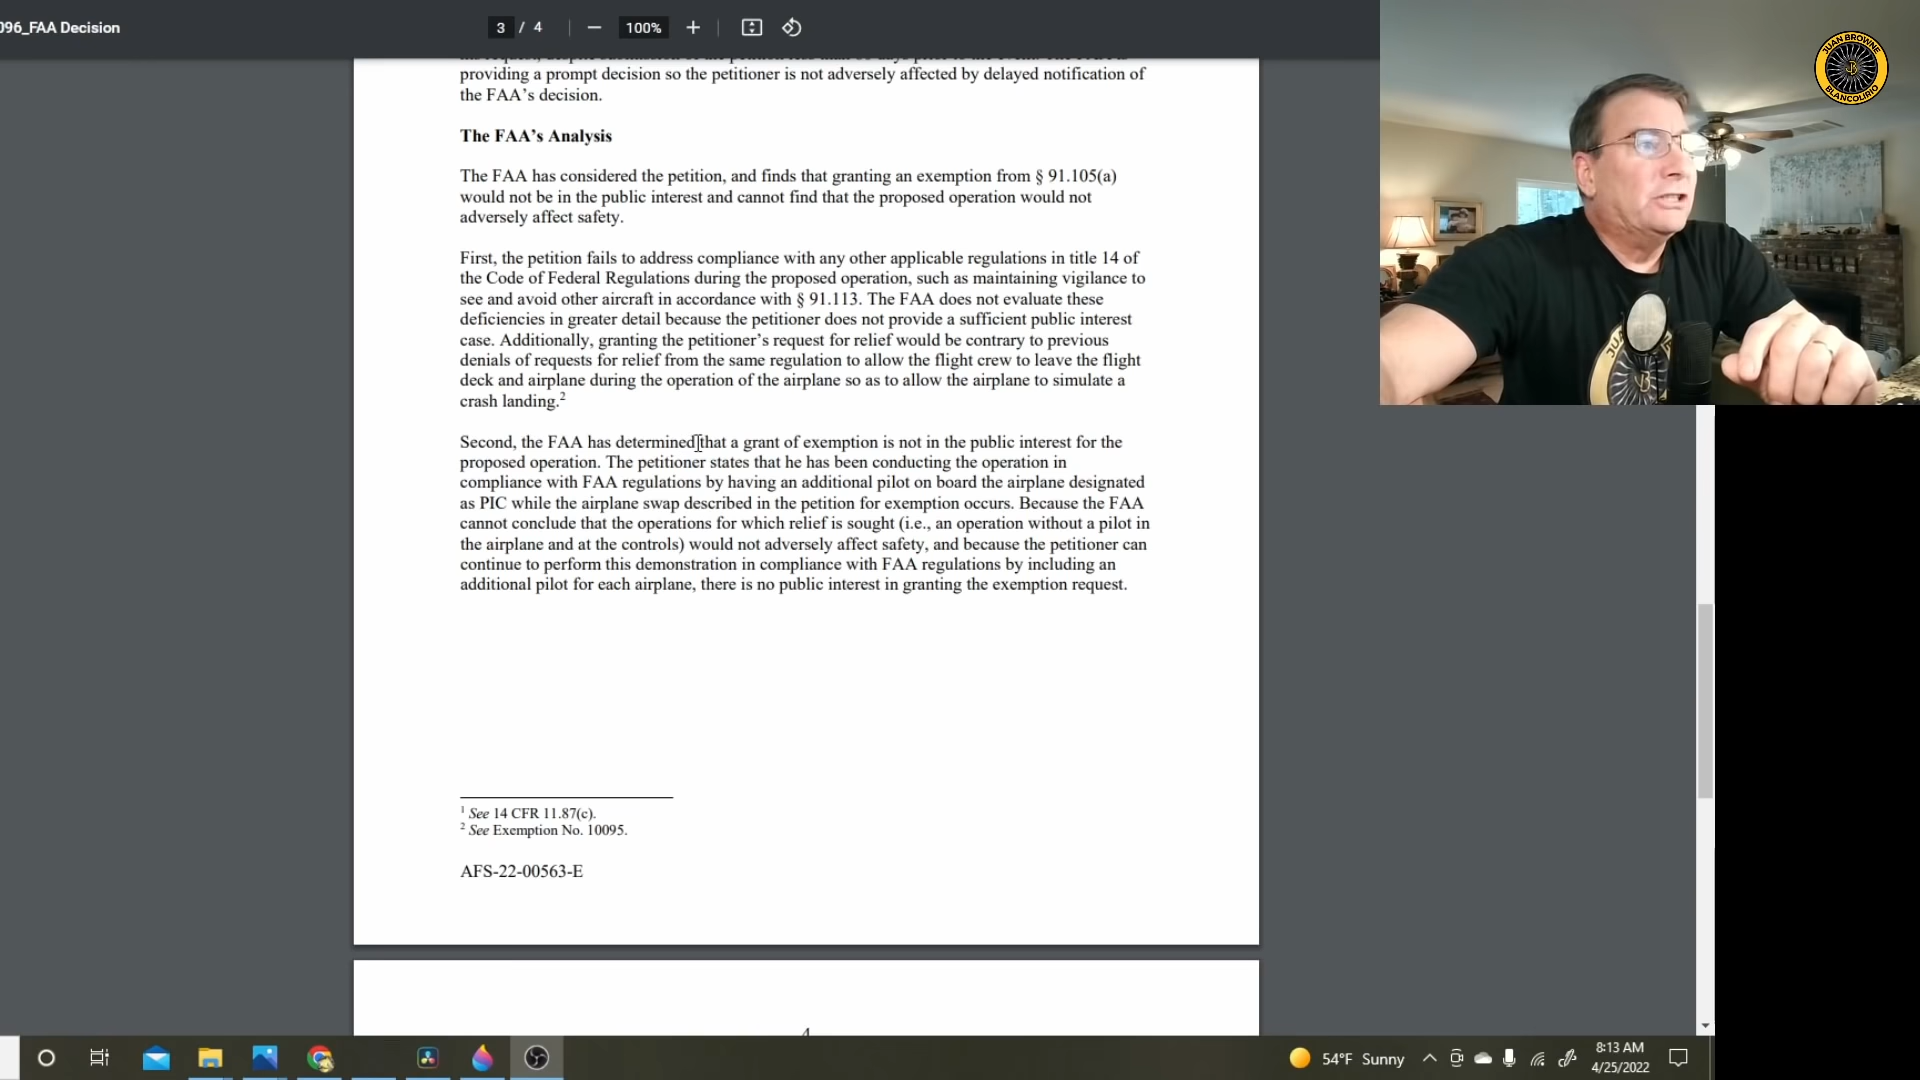 096_FAA Decision
3 / 4
100%
providing a prompt decision so the petitioner is not adversely affected by delayed notification of
the FAA's decision.
The FAA's Analysis
The FAA has considered the petition, and finds that granting an exemption from § 91.105(a)
would not be in the public interest and cannot find that the proposed operation would not
adversely affect safety.
First, the petition fails to address compliance with any other applicable regulations in title 14 of
the Code of Federal Regulations during the proposed operation, such as maintaining vigilance to
see and avoid other aircraft in accordance with § 91.113. The FAA does not evaluate these
deficiencies in greater detail because the petitioner does not provide a sufficient public interest
case. Additionally, granting the petitioner's request for relief would be contrary to previous
denials of requests for relief from the same regulation to allow the flight crew to leave the flight
deck and airplane during the operation of the airplane so as to allow the airplane to simulate a
crash landing.2
Second, the FAA has determined that a grant of exemption is not in the public interest for the
proposed operation. The petitioner states that he has been conducting the operation in
compliance with FAA regulations by having an additional pilot on board the airplane designated
as PIC while the airplane swap described in the petition for exemption occurs. Because the FAA
cannot conclude that the operations for which relief is sought (i.e., an operation without a pilot in
the airplane and at the controls) would not adversely affect safety, and because the petitioner can
continue to perform this demonstration in compliance with FAA regulations by including an
additional pilot for each airplane, there is no public interest in granting the exemption request.
1 See 14 CFR 11.87(c).
2 See Exemption No. 10095.
AFS-22-00563-E
4
JUAN BROWNE
JB
BLANCOLIRIO
54°F Sunny
8:13 AM
4/25/2022